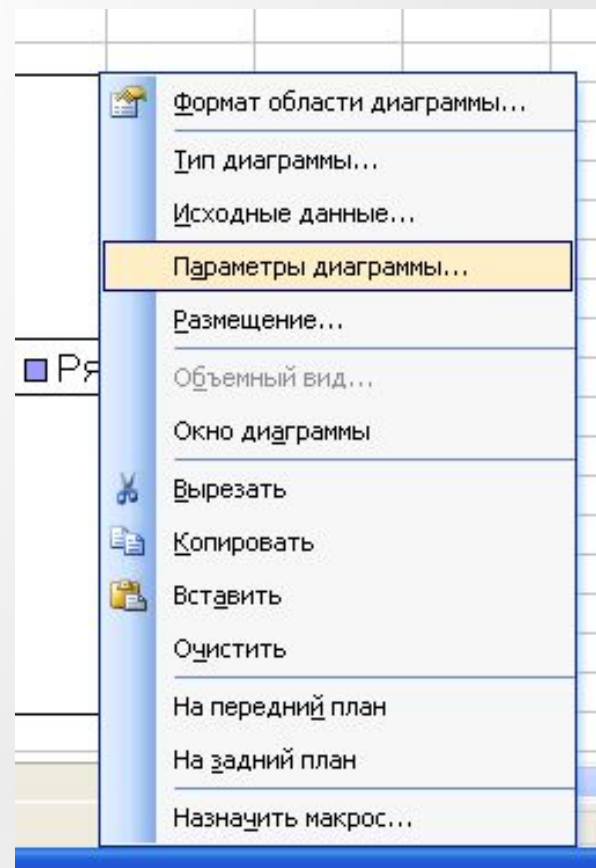 Формат области диаграммы...
Тип диаграммы...
Исходные данные...
Параметры диаграммы...
Размещение...
Ря
Объемный вид...
Окно диаграммы
Вырезать
Копировать
Вставить
Очистить
На передний план
На задний план
Назначить макрос...